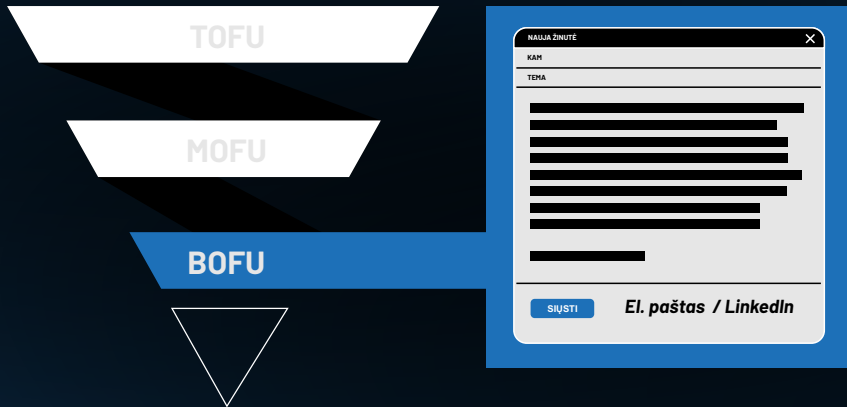 TOFU
MOFU
BOFU
NAUJA ŽINUTĖ
KAM
TEMA
SIŲSTI
El. paštas / LinkedIn